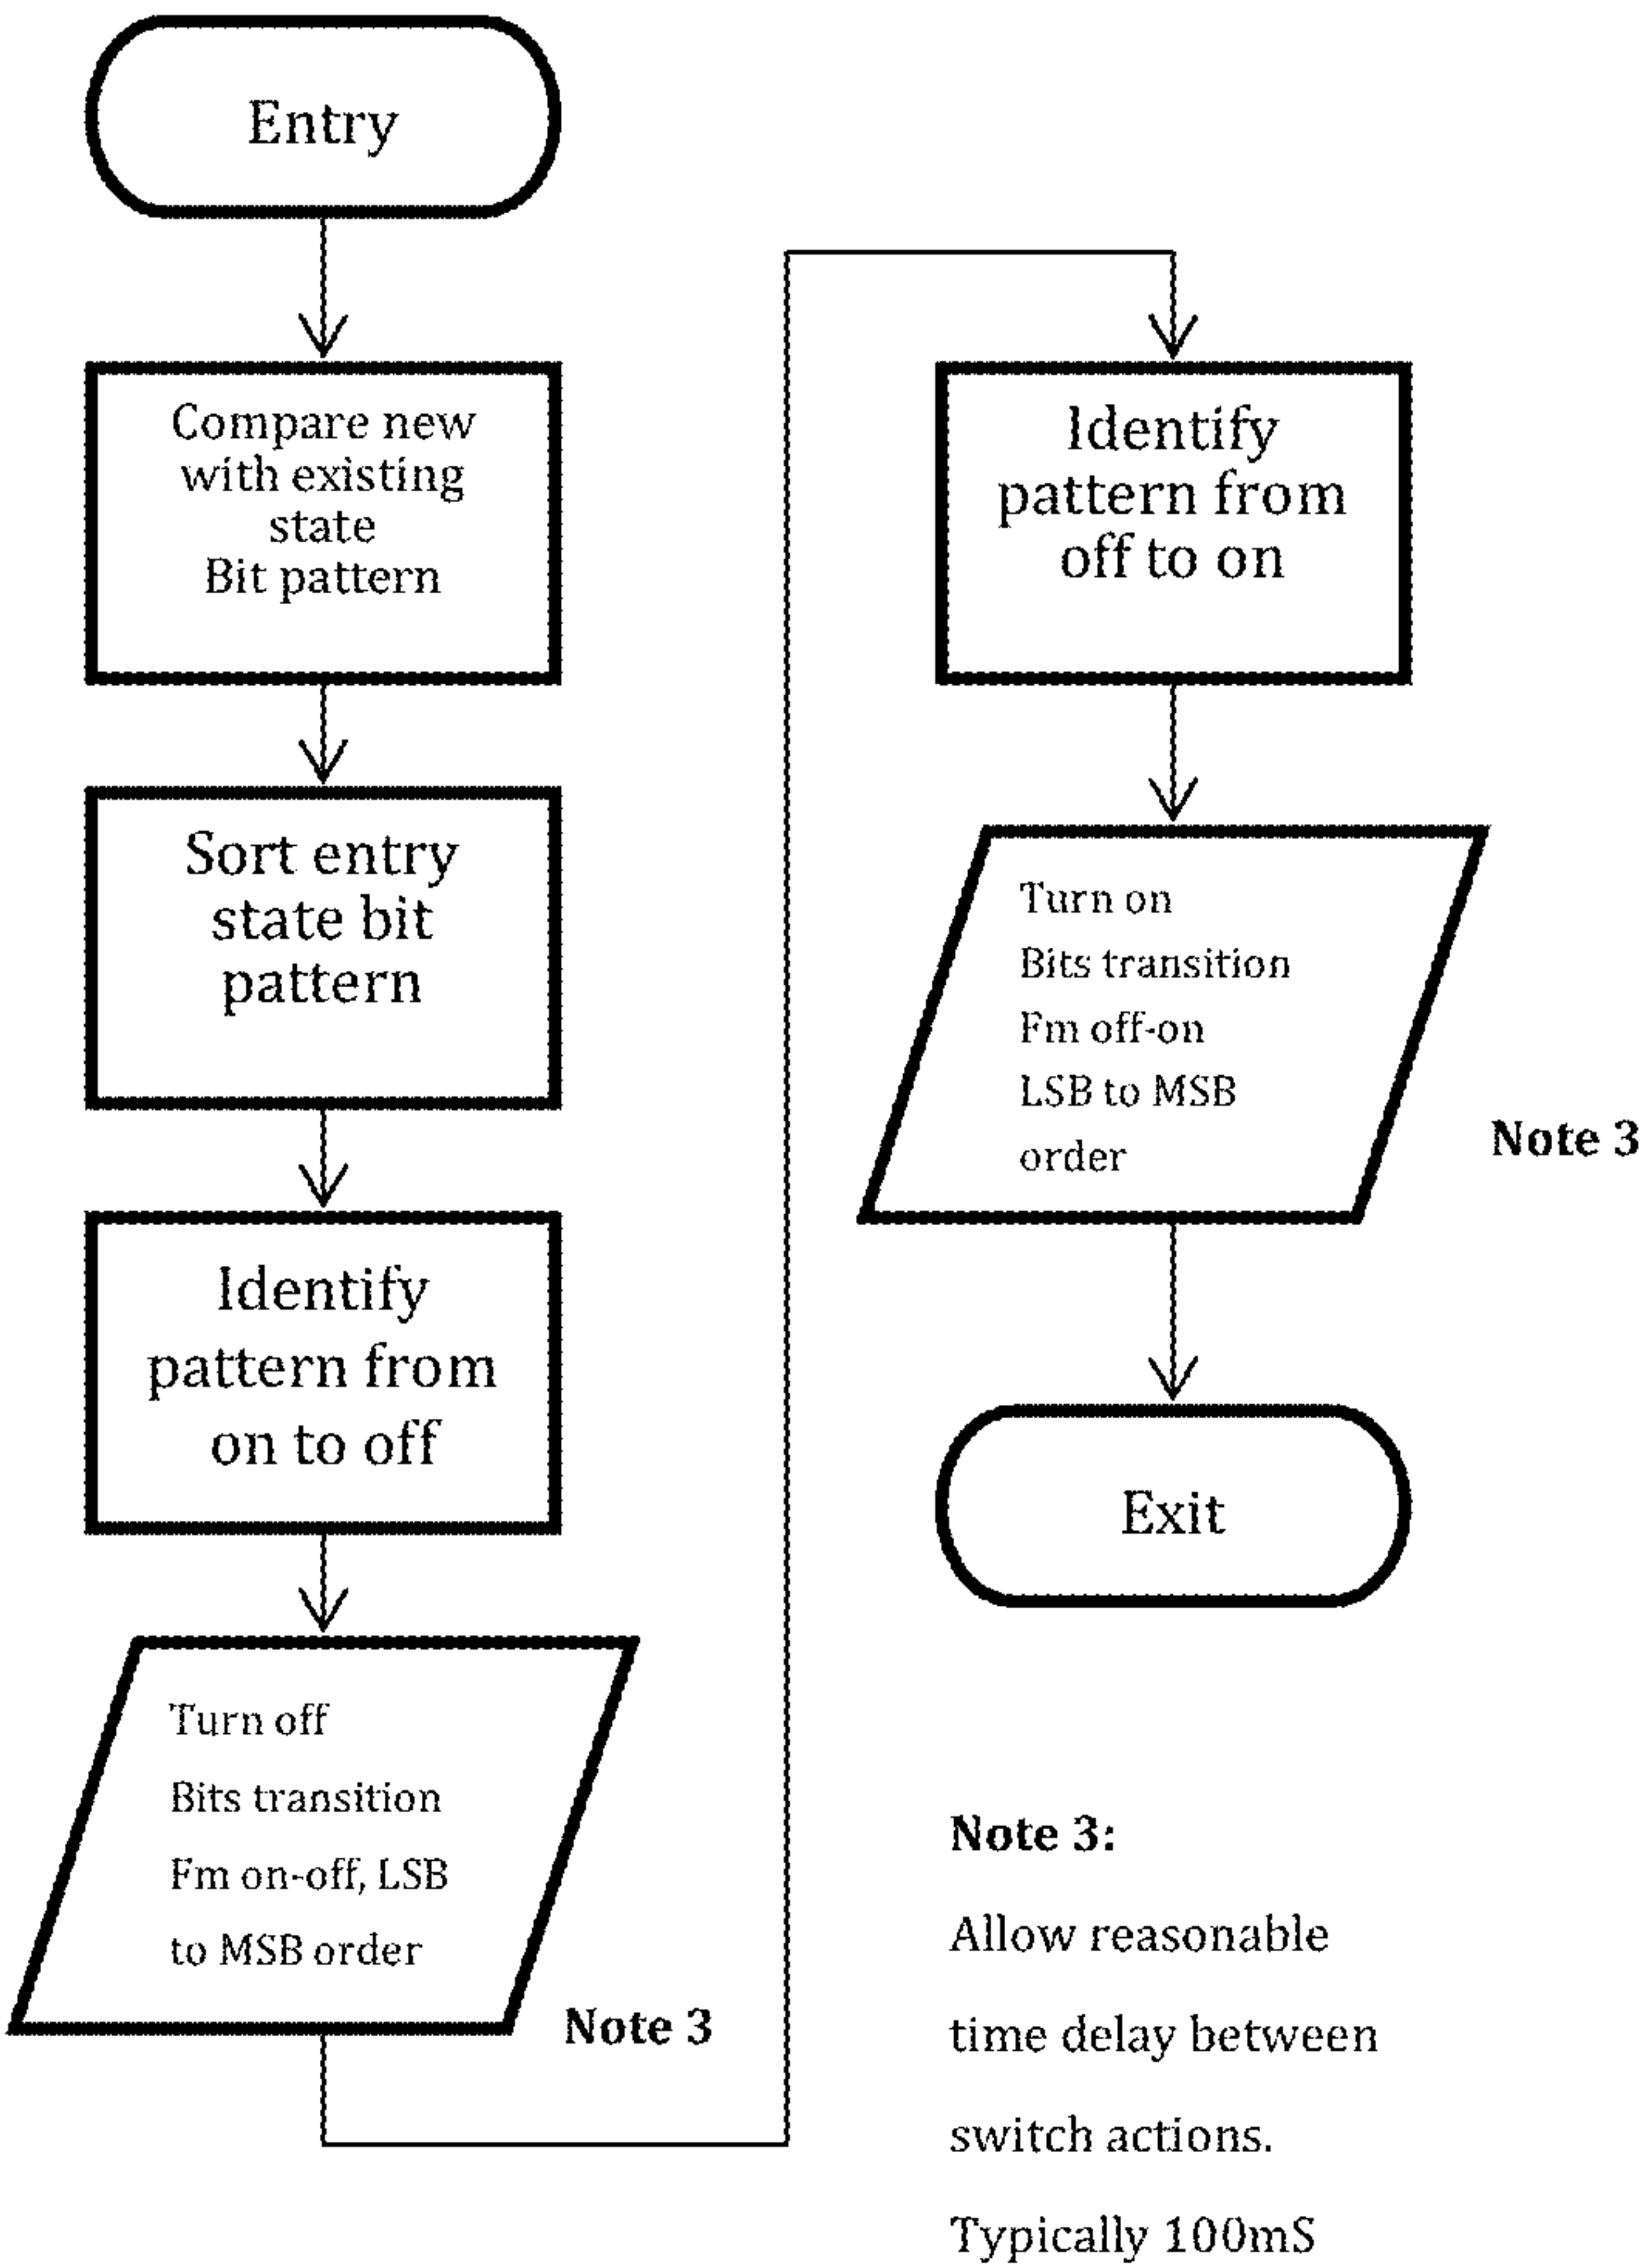 Entry
Compare new
with existing
state
Bit pattern
Sort entry
state bit
pattern
Identify
pattern from
on to off
Turn off
Bits transition
Fm on-off, LSB
to MSB order
Note 3
Identify
pattern from
off to on
Turn on
Bits transition
Fm off-on
LSB to MSB
order
Note 3
Exit
Note 3:
Allow reasonable
time delay between
switch actions.
Typically 100mS